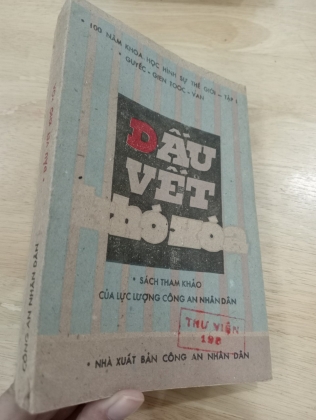 • 100 NĂM KHOA HỌC HÌNH SỰ THẾ GIỚI - TẬP I
• GUYÊC - GIEN TOOC - VAN
DẤU
VẾT
khó xóa
• SÁCH THAM KHẢO
CỦA LỰC LƯỢNG CÔNG AN NHÂN DÂN
THƯ VIỆN
• NHÀ XUẤT BẢN CÔNG AN NHÂN DÂN
CÔNG AN NHÂN DÂN